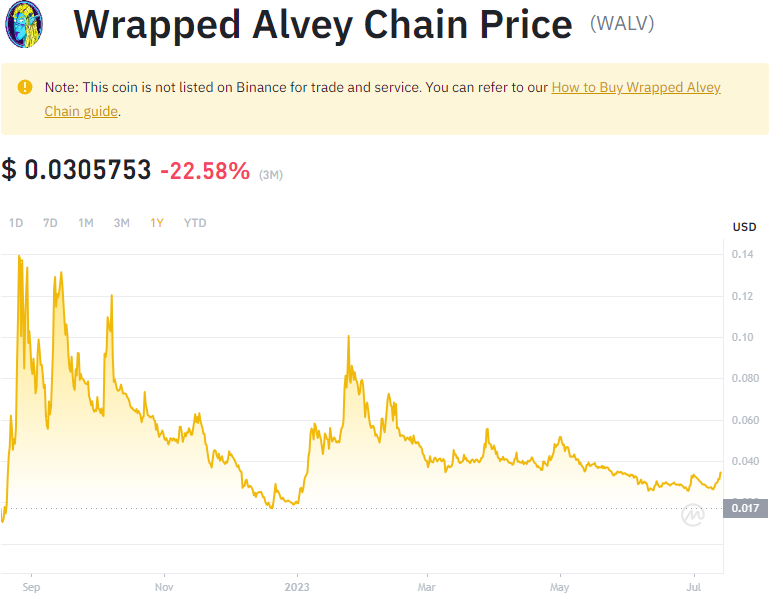 Wrapped Alvey Chain Price (WALV)
Note: This coin is not listed on Binance for trade and service. You can refer to our How to Buy Wrapped Alvey
Chain guide.
$ 0.0305753 -22.58% (3M)
1D 7D 1M 3M 1Y YTD
USD
0.14
0.12
0.10
0.080
0.060
0.040
0.017
Sep Nov 2023 Mar May Jul